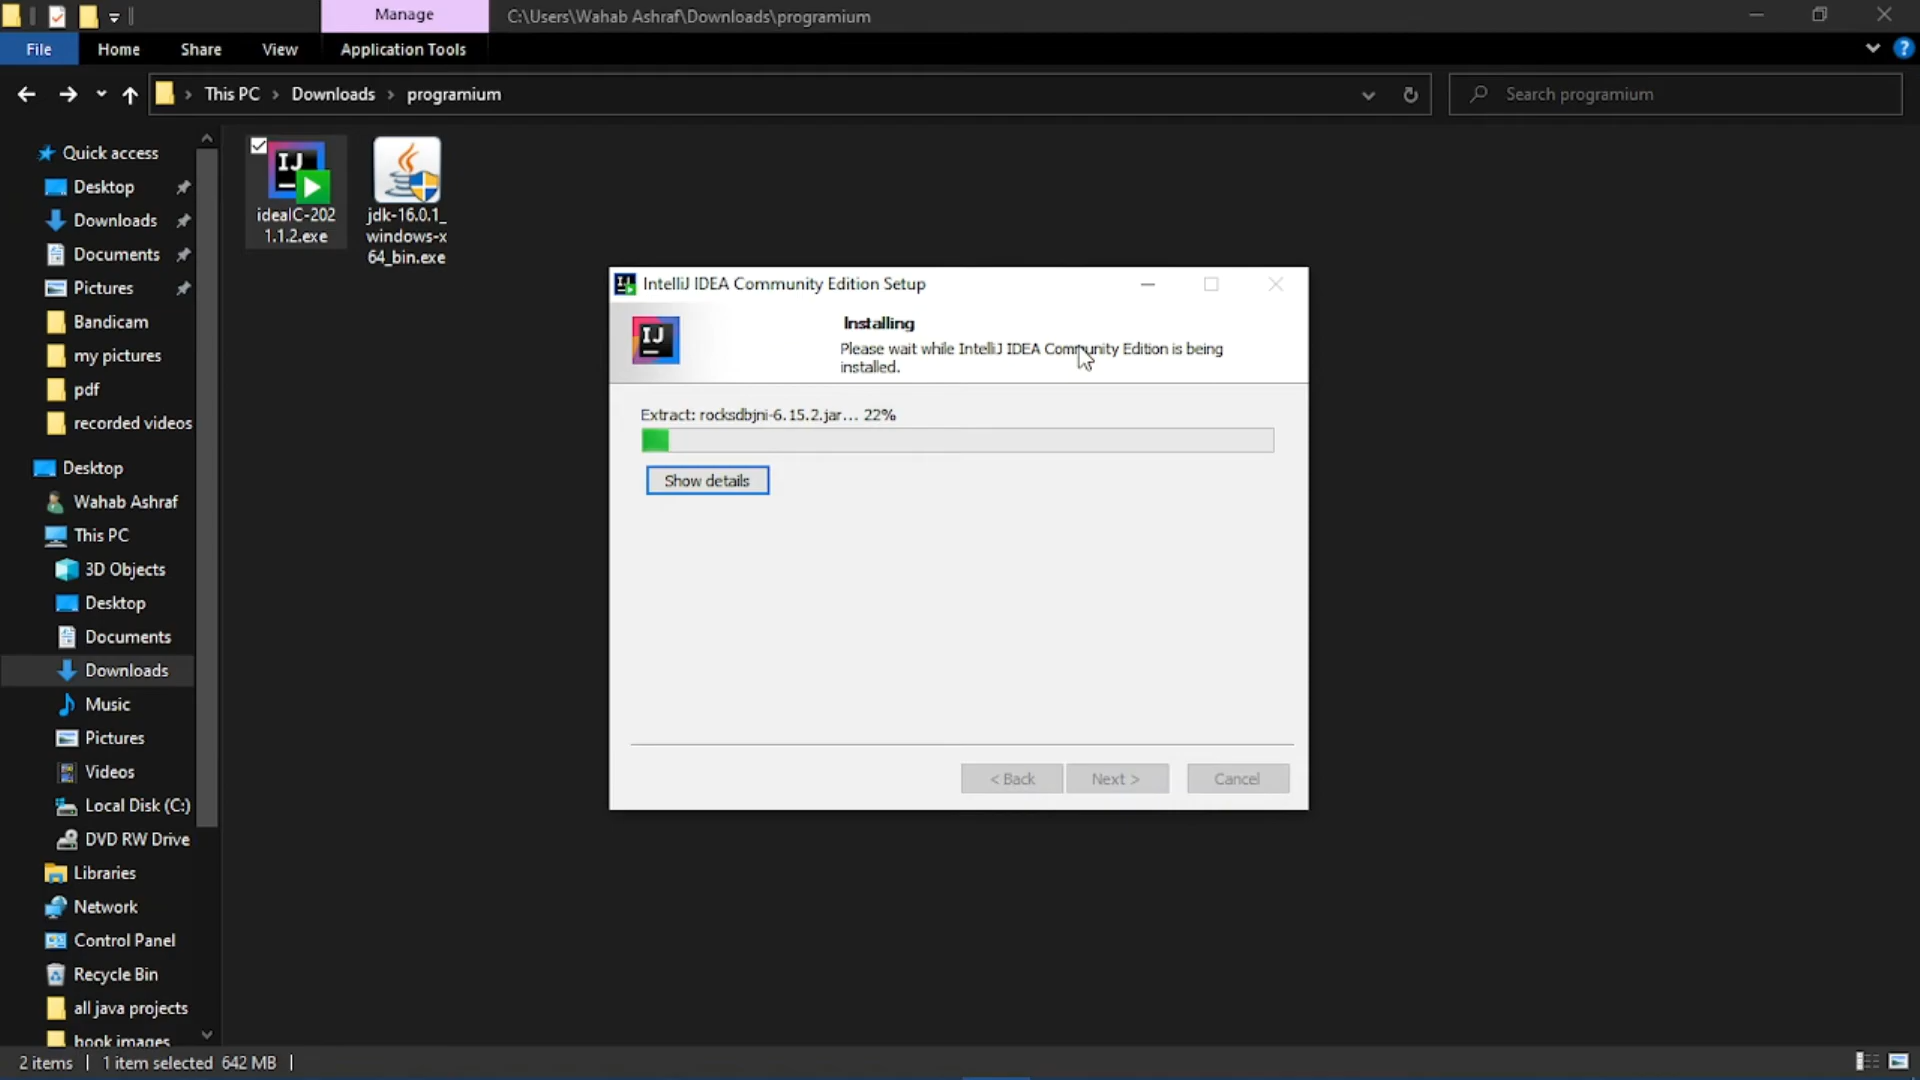 Manage
C:\Users\Wahab Ashraf\Downloads\programium
File
Home
Share
View
Application Tools
This PC
Downloads
programium
Search programium
Quick access
Desktop
Downloads
Documents
Pictures
Bandicam
my pictures
pdf
recorded videos
Desktop
Wahab Ashraf
This PC
3D Objects
Desktop
Documents
Downloads
Music
Pictures
Videos
Local Disk (C:)
DVD RW Drive
Libraries
Network
Control Panel
Recycle Bin
all java projects
book images
IJ
ideaIC-202
1.1.2.exe
jdk-16.0.1_
windows-x
64_bin.exe
IntelliJ IDEA Community Edition Setup
IJ
Installing
Please wait while IntelliJ IDEA Community Edition is being
installed.
Extract: rocksdbjni-6.15.2.jar... 22%
Show details
< Back
Next >
Cancel
2 items
1 item selected 642 MB